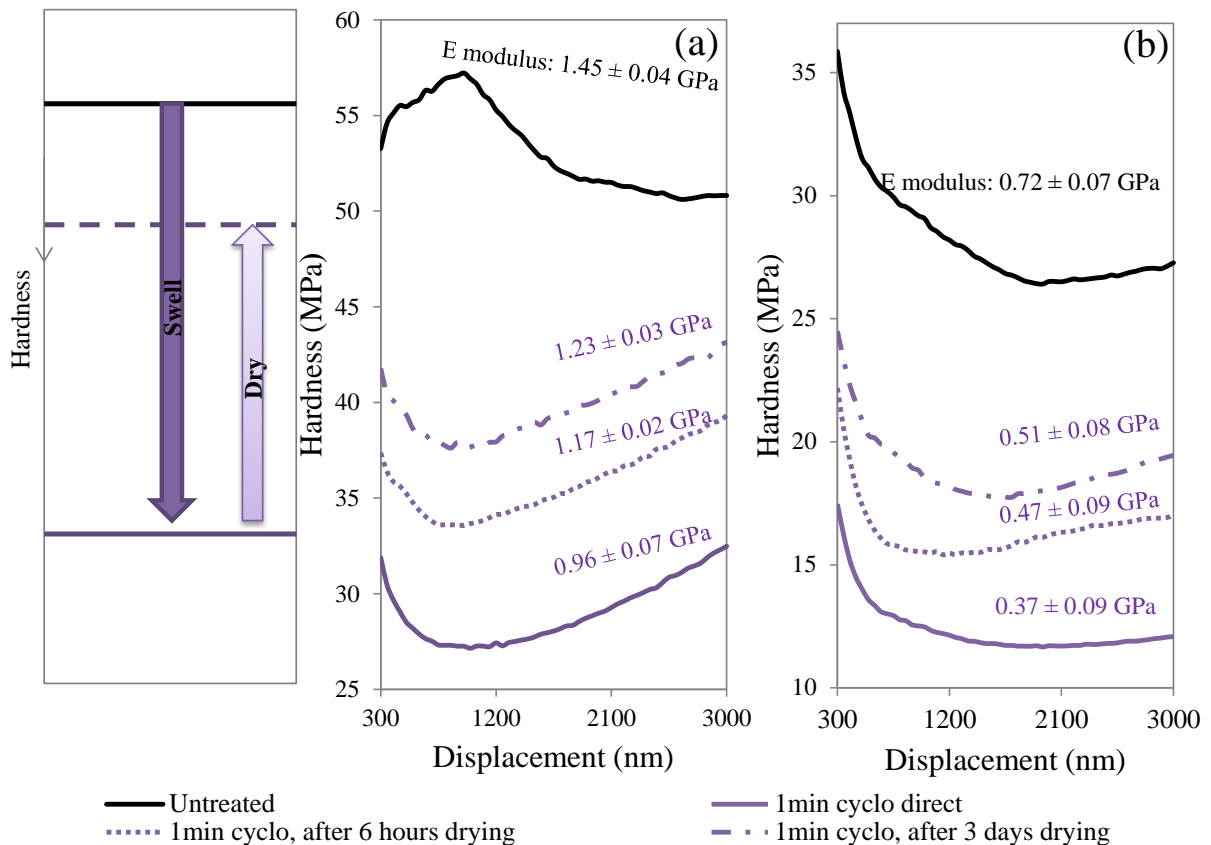 Hardness
Swell
Dry
(a)
E modulus: 1.45 ± 0.04 GPa
1.23 ± 0.03 GPa
1.17 ± 0.02 GPa
0.96 ± 0.07 GPa
Hardness (MPa)
60
55
50
45
40
35
30
25
300
1200
2100
3000
Displacement (nm)
(b)
E modulus: 0.72 ± 0.07 GPa
0.51 ± 0.08 GPa
0.47 ± 0.09 GPa
0.37 ± 0.09 GPa
Hardness (MPa)
35
30
25
20
15
10
300
1200
2100
3000
Displacement (nm)
Untreated
1min cyclo direct
1min cyclo, after 6 hours drying
1min cyclo, after 3 days drying